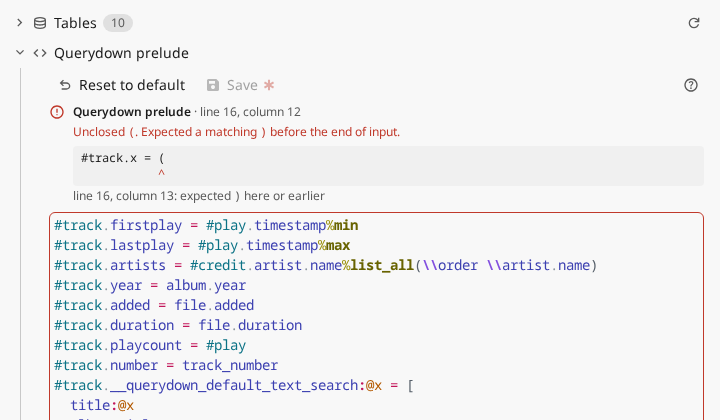 Tables 10
Querydown prelude
Reset to default Save *
Querydown prelude · line 16, column 12
Unclosed (. Expected a matching ) before the end of input.
#track.x = (
^
line 16, column 13: expected ) here or earlier
#track.firstplay = #play.timestamp%min
#track.lastplay = #play.timestamp%max
#track.artists = #credit.artist.name%list_all(\\order \\artist.name)
#track.year = album.year
#track.added = file.added
#track.duration = file.duration
#track.playcount = #play
#track.number = track_number
#track.__querydown_default_text_search:@x = [
title:@x